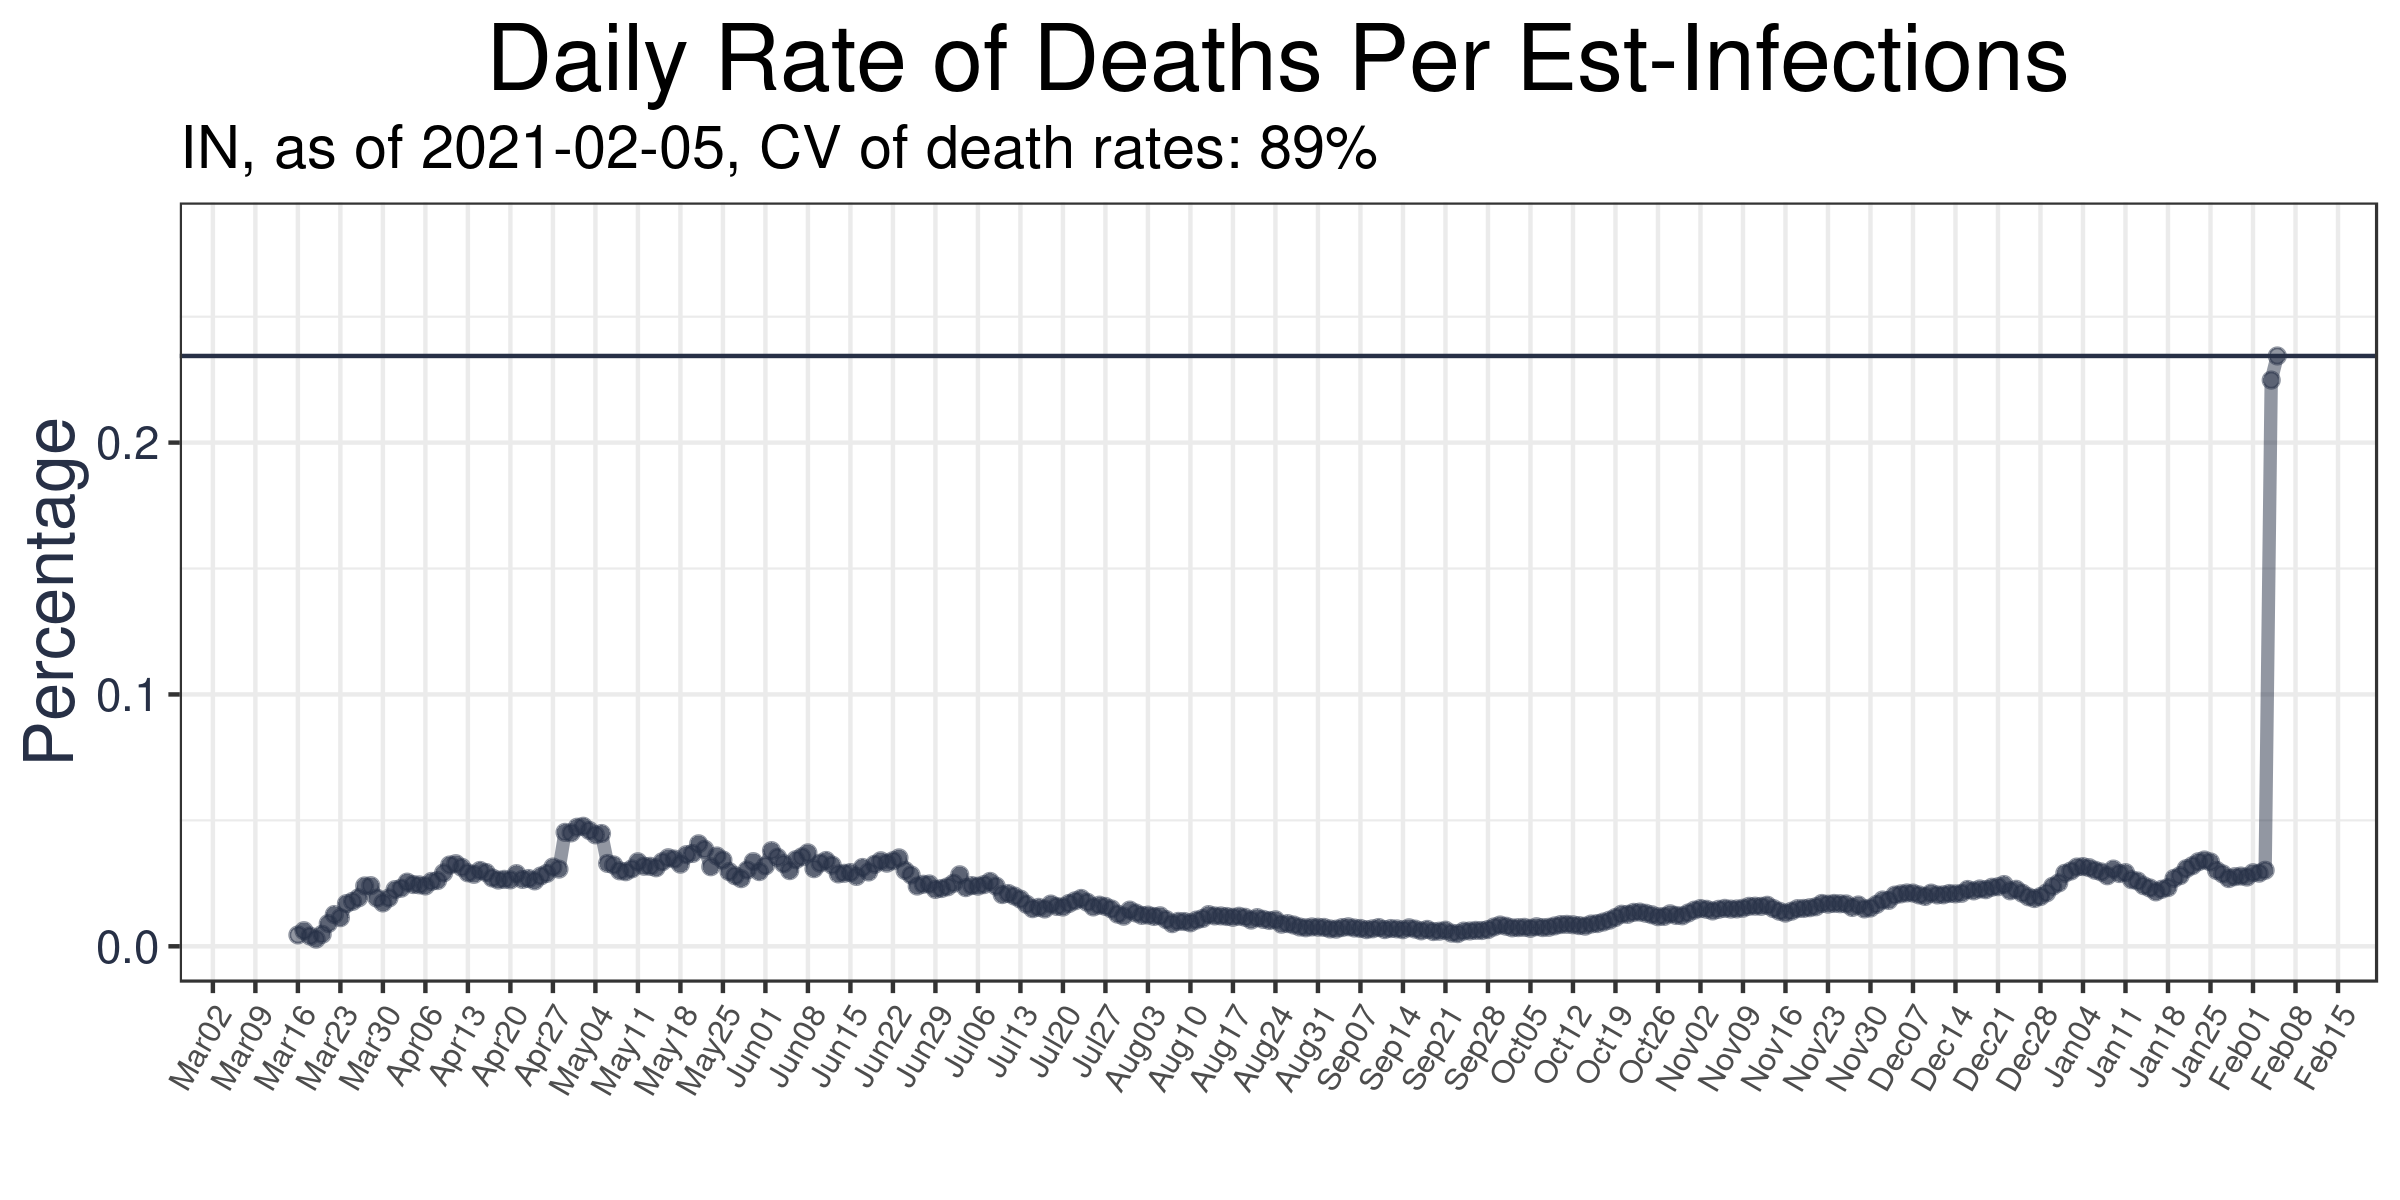 Daily Rate of Deaths Per Est-Infections
IN, as of 2021-02-05, CV of death rates: 89%
Percentage
0.2
0.1
0.0
Mar02
Mar09
Mar16
Mar23
Mar30
Apr06
Apr13
Apr20
Apr27
May04
May11
May18
May25
Jun01
Jun08
Jun15
Jun22
Jun29
Jul06
Jul13
Jul20
Jul27
Aug03
Aug10
Aug17
Aug24
Aug31
Sep07
Sep14
Sep21
Sep28
Oct05
Oct12
Oct19
Oct26
Nov02
Nov09
Nov16
Nov23
Nov30
Dec07
Dec14
Dec21
Dec28
Jan04
Jan11
Jan18
Jan25
Feb01
Feb08
Feb15